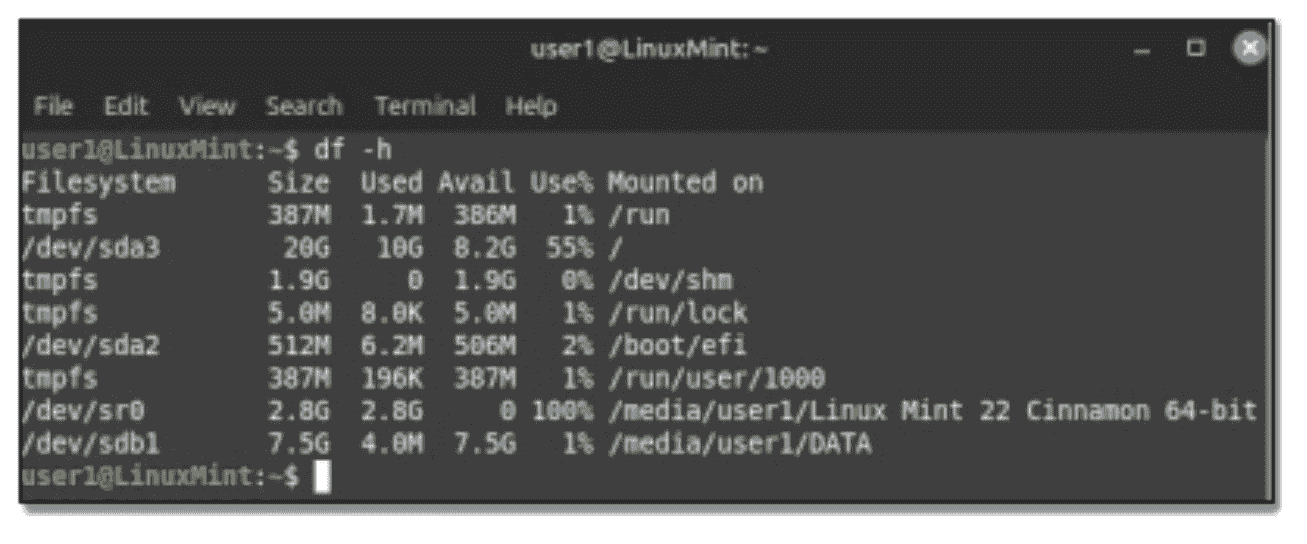 user1@LinuxMint: ~
File Edit View Search Terminal Help
user1@LinuxMint:~$ df -h
Filesystem      Size  Used Avail Use% Mounted on
tmpfs           387M  1.7M  386M   1% /run
/dev/sda3        20G   10G  8.2G  55% /
tmpfs           1.9G     0  1.9G   0% /dev/shm
tmpfs           5.0M  8.0K  5.0M   1% /run/lock
/dev/sda2       512M  6.2M  506M   2% /boot/efi
tmpfs           387M  196K  387M   1% /run/user/1000
/dev/sr0        2.8G  2.8G     0 100% /media/user1/Linux Mint 22 Cinnamon 64-bit
/dev/sdb1       7.5G  4.0M  7.5G   1% /media/user1/DATA
user1@LinuxMint:~$